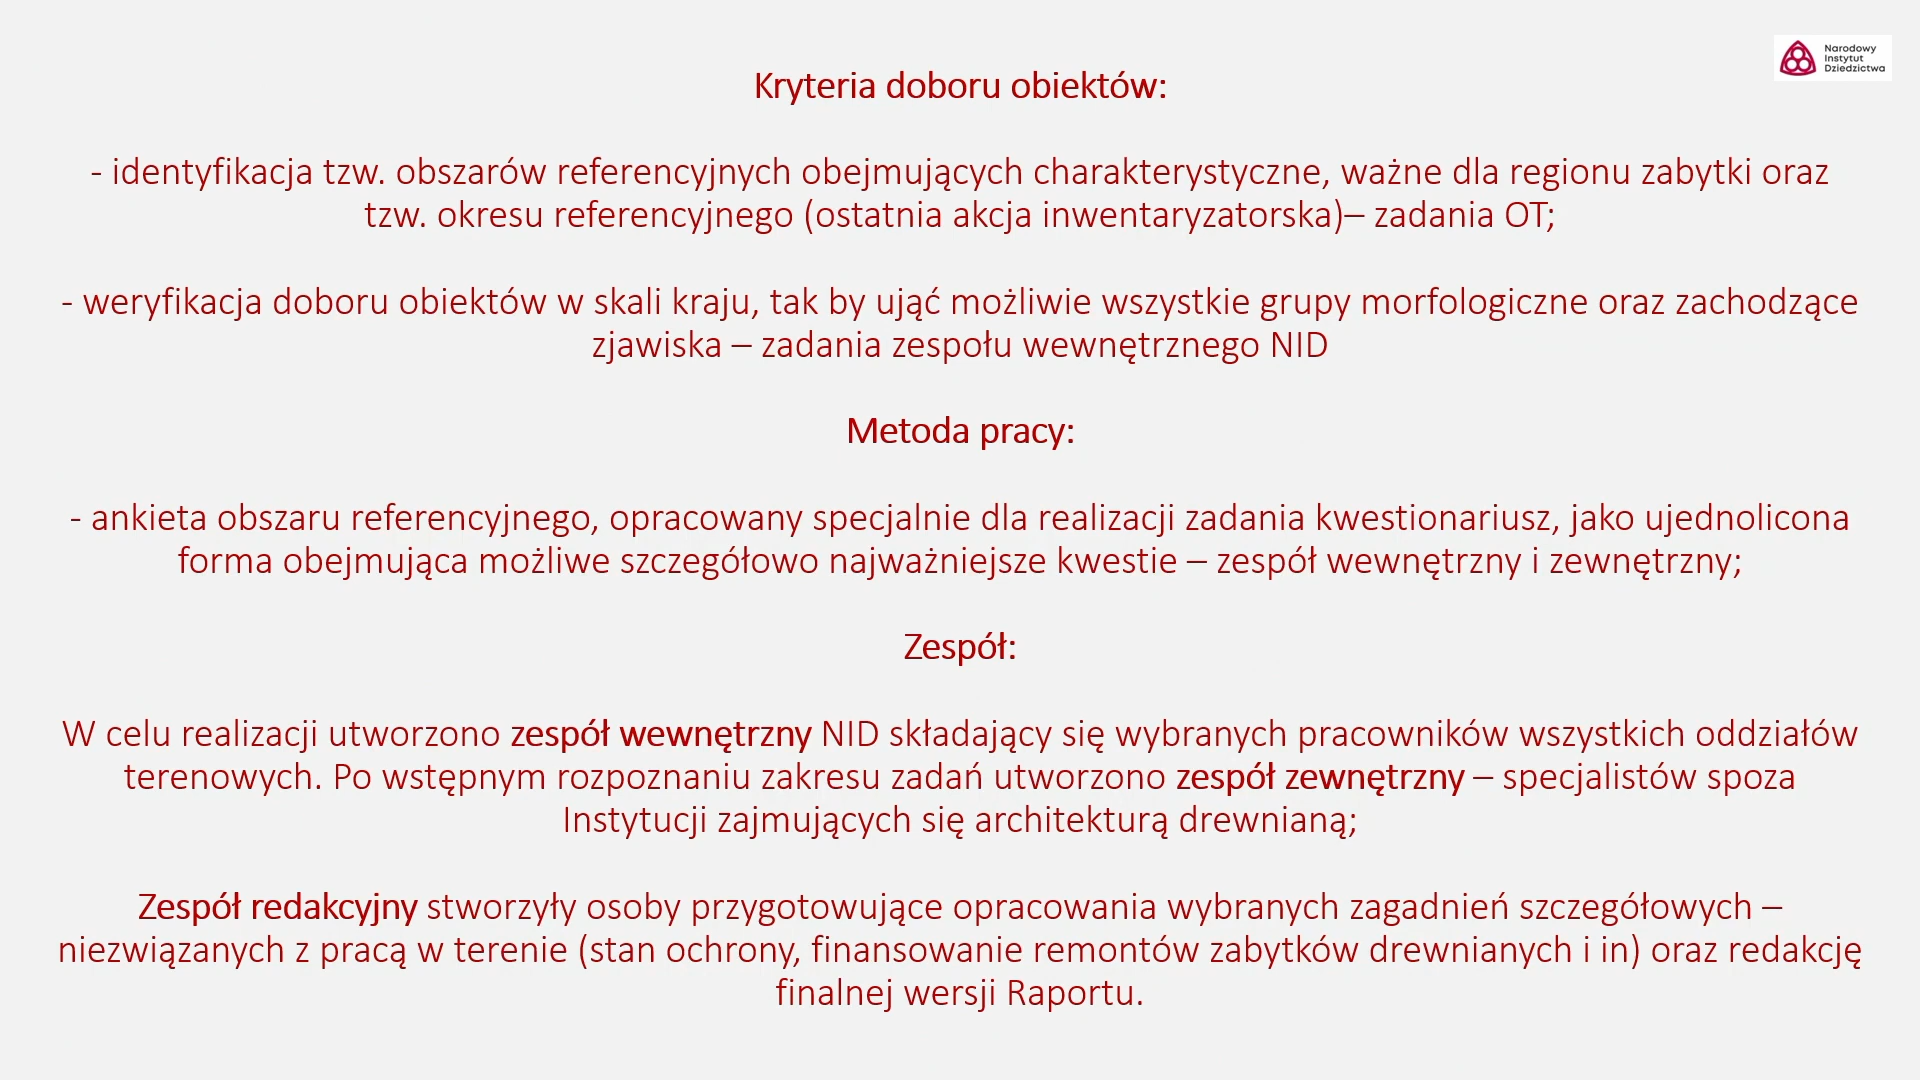 Narodowy
Instytut
Dziedzictwa
Kryteria doboru obiektów:
- identyfikacja tzw. obszarów referencyjnych obejmujących charakterystyczne, ważne dla regionu zabytki oraz
tzw. okresu referencyjnego (ostatnia akcja inwentaryzatorska)– zadania OT;
- weryfikacja doboru obiektów w skali kraju, tak by ująć możliwie wszystkie grupy morfologiczne oraz zachodzące
zjawiska – zadania zespołu wewnętrznego NID
Metoda pracy:
- ankieta obszaru referencyjnego, opracowany specjalnie dla realizacji zadania kwestionariusz, jako ujednolicona
forma obejmująca możliwe szczegółowo najważniejsze kwestie – zespół wewnętrzny i zewnętrzny;
Zespół:
W celu realizacji utworzono zespół wewnętrzny NID składający się wybranych pracowników wszystkich oddziałów
terenowych. Po wstępnym rozpoznaniu zakresu zadań utworzono zespół zewnętrzny – specjalistów spoza
Instytucji zajmujących się architekturą drewnianą;
Zespół redakcyjny stworzyły osoby przygotowujące opracowania wybranych zagadnień szczegółowych –
niezwiązanych z pracą w terenie (stan ochrony, finansowanie remontów zabytków drewnianych i in) oraz redakcję
finalnej wersji Raportu.